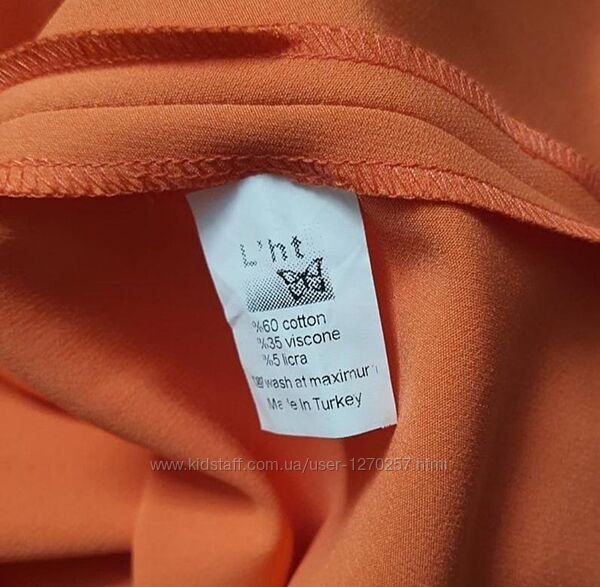 L'ht
%60 cotton
%35 viscone
%5 licra
wash at maximum
Made In Turkey
www.kidstaff.com.ua/user-1270257.html